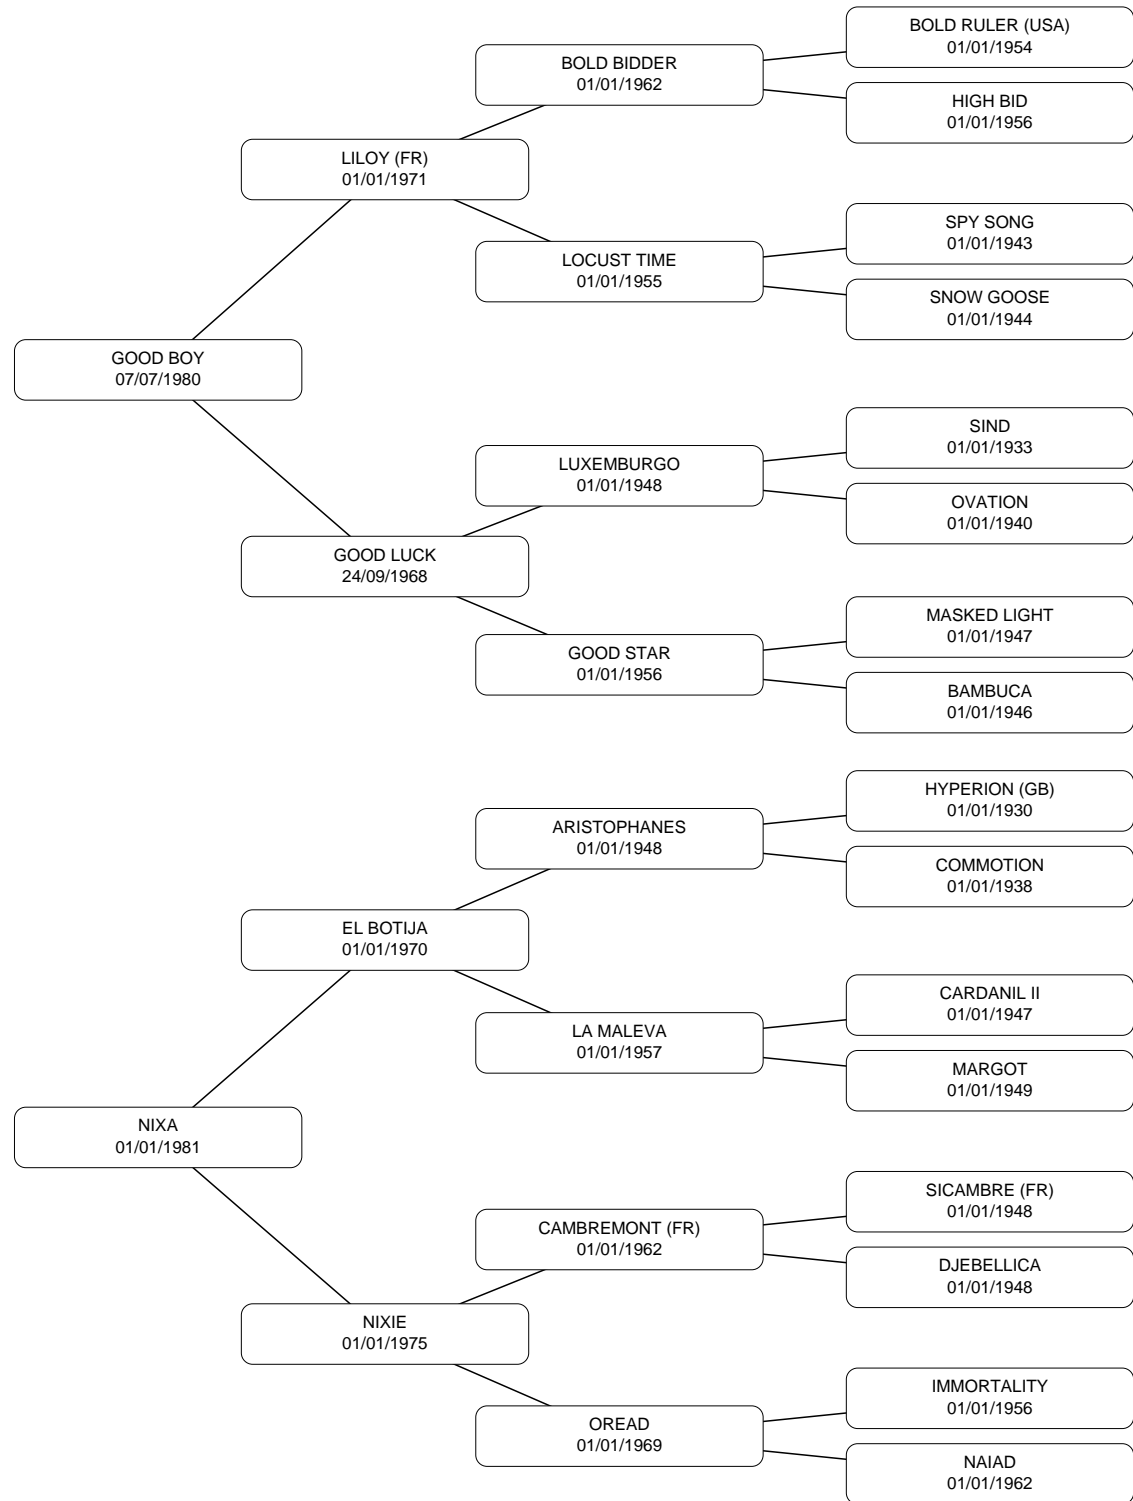 BOLD RULER (USA)
01/01/1954
BOLD BIDDER
01/01/1962
HIGH BID
01/01/1956
LILOY (FR)
01/01/1971
SPY SONG
01/01/1943
LOCUST TIME
01/01/1955
SNOW GOOSE
01/01/1944
GOOD BOY
07/07/1980
SIND
01/01/1933
LUXEMBURGO
01/01/1948
OVATION
01/01/1940
GOOD LUCK
24/09/1968
MASKED LIGHT
01/01/1947
GOOD STAR
01/01/1956
BAMBUCA
01/01/1946
HYPERION (GB)
01/01/1930
ARISTOPHANES
01/01/1948
COMMOTION
01/01/1938
EL BOTIJA
01/01/1970
CARDANIL II
01/01/1947
LA MALEVA
01/01/1957
MARGOT
01/01/1949
NIXA
01/01/1981
SICAMBRE (FR)
01/01/1948
CAMBREMONT (FR)
01/01/1962
DJEBELLICA
01/01/1948
NIXIE
01/01/1975
IMMORTALITY
01/01/1956
OREAD
01/01/1969
NAIAD
01/01/1962